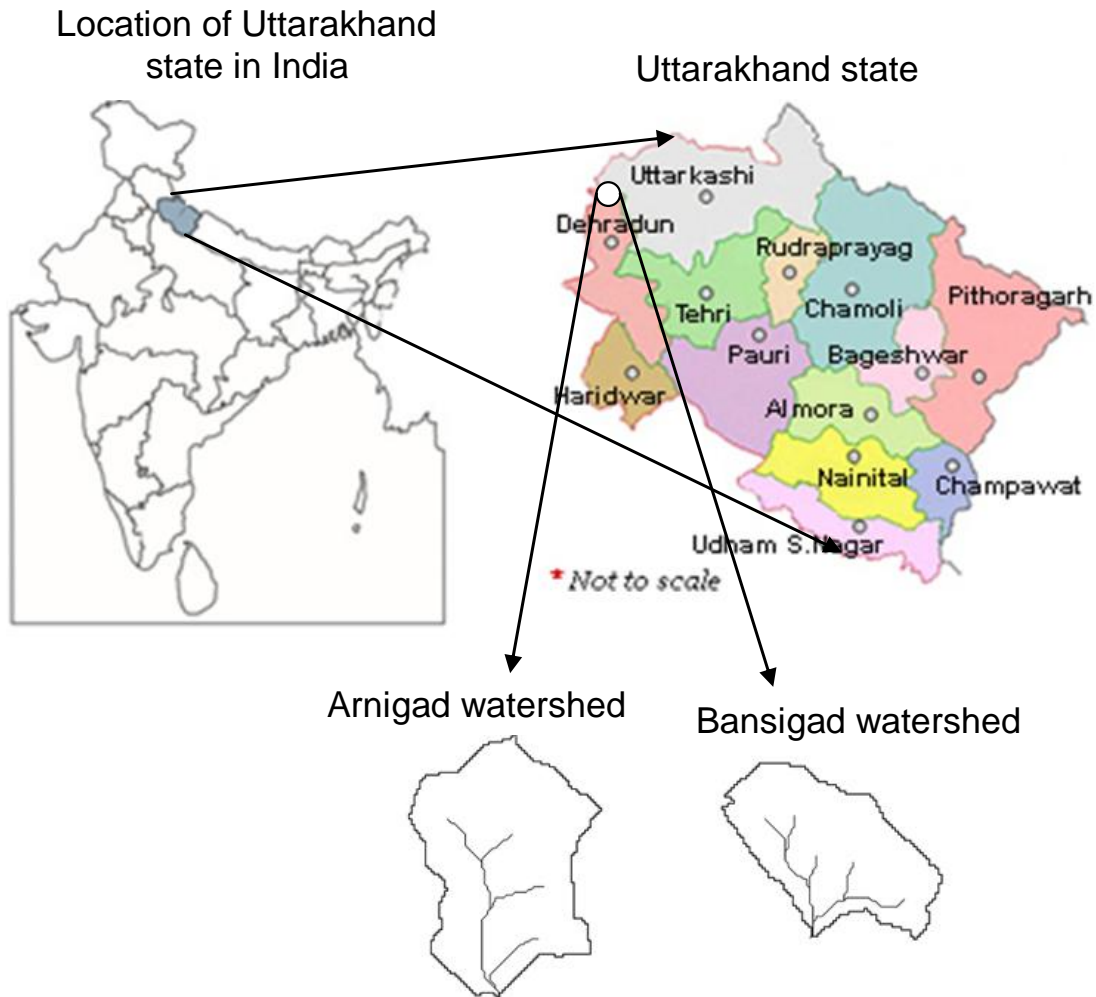 Location of Uttarakhand
state in India
Uttarakhand state
Uttarkashi
Dehradun
Rudraprayag
Tehri
Chamoli
Pithoragarh
Pauri
Bageshwar
Haridwar
Almora
Nainital
Champawat
Udham S.Nagar
* Not to scale
Arnigad watershed
Bansigad watershed